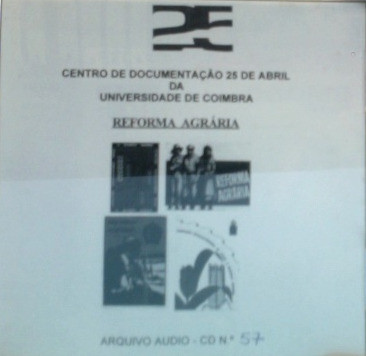 CENTRO DE DOCUMENTAÇÃO 25 DE ABRIL
DA
UNIVERSIDADE DE COIMBRA
REFORMA AGRÁRIA
REFORMA
AGRÁRIA
ARQUIVO AUDIO - CD Nº 57